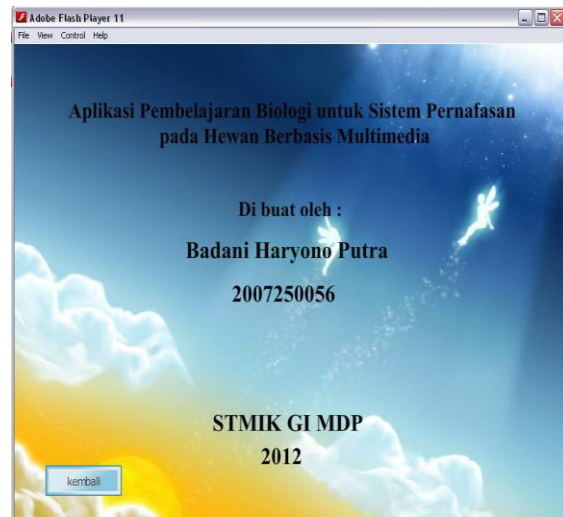 Adobe Flash Player 11
File View Control Help
Aplikasi Pembelajaran Biologi untuk Sistem Pernafasan
pada Hewan Berbasis Multimedia
Di buat oleh :
Badani Haryono Putra
2007250056
STMIK GI MDP
2012
kembali